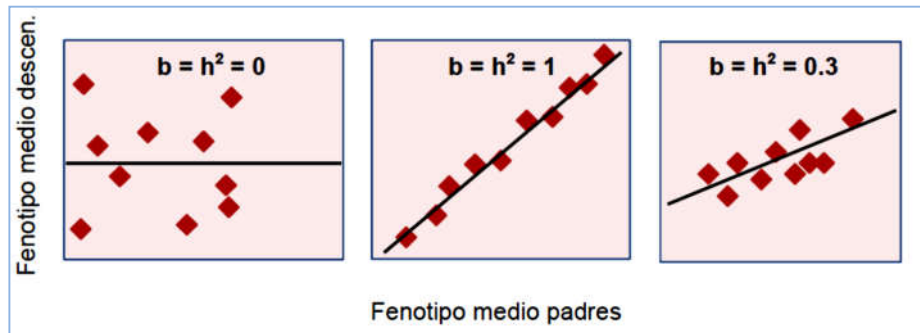 Fenotipo medio descen.
b = h² = 0
b = h² = 1
b = h² = 0.3
Fenotipo medio padres